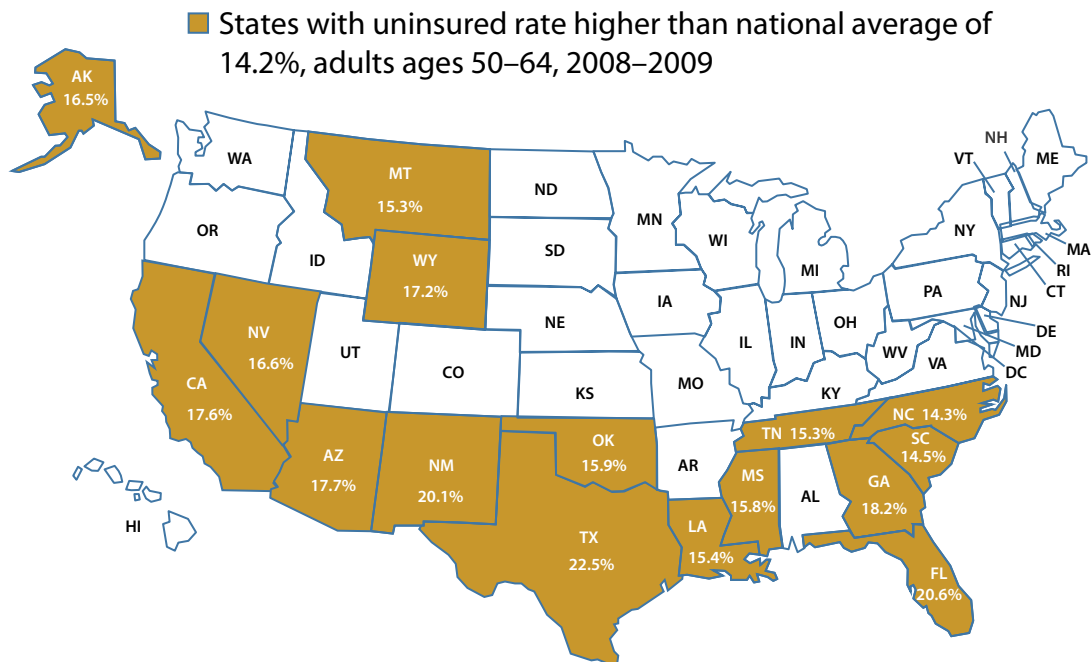 States with uninsured rate higher than national average of
14.2%, adults ages 50–64, 2008–2009
AK
16.5%
WA
MT
15.3%
ND
MN
VT
NH
ME
OR
ID
WY
17.2%
SD
WI
MI
NY
MA
RI
CT
NV
16.6%
UT
CO
NE
IA
IL
IN
OH
PA
NJ
DE
MD
DC
WV
VA
CA
17.6%
KS
MO
KY
AZ
17.7%
NM
20.1%
OK
15.9%
AR
TN 15.3%
NC 14.3%
SC
14.5%
HI
TX
22.5%
LA
15.4%
MS
15.8%
AL
GA
18.2%
FL
20.6%